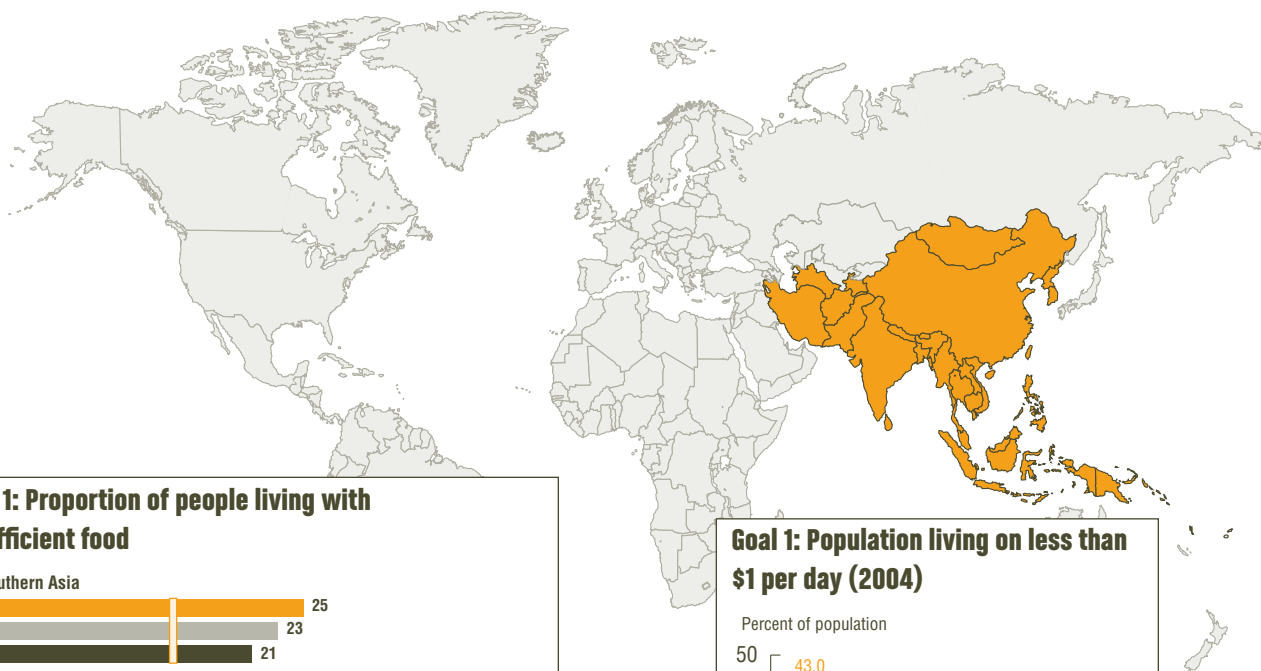 1: Proportion of people living with
fficient food
uthern Asia
25
23
21
Goal 1: Population living on less than
$1 per day (2004)
Percent of population
50
43.0